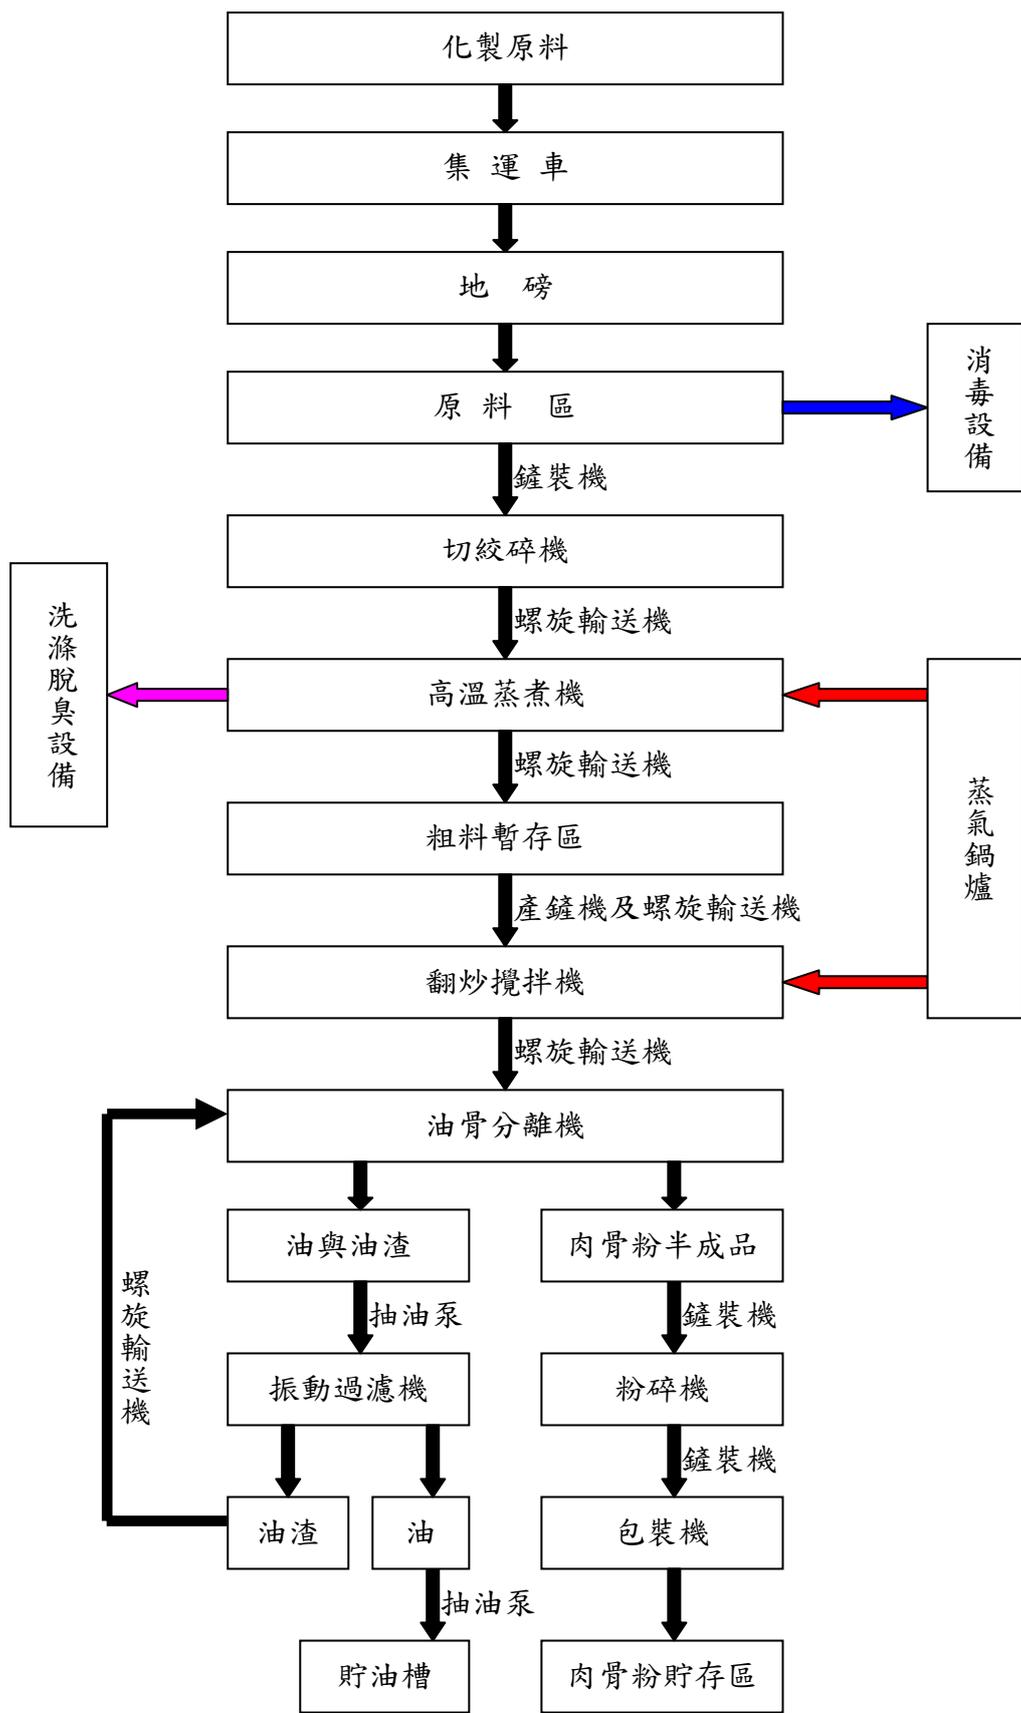 化製原料
集 運 車
地　磅
原 料　區
消毒設備
鏟裝機
切絞碎機
螺旋輸送機
洗滌脫臭設備
高溫蒸煮機
蒸氣鍋爐
螺旋輸送機
粗料暫存區
產鏟機及螺旋輸送機
翻炒攪拌機
螺旋輸送機
油骨分離機
油與油渣
肉骨粉半成品
螺旋輸送機
抽油泵
鏟裝機
振動過濾機
粉碎機
鏟裝機
油渣
油
包裝機
抽油泵
貯油槽
肉骨粉貯存區